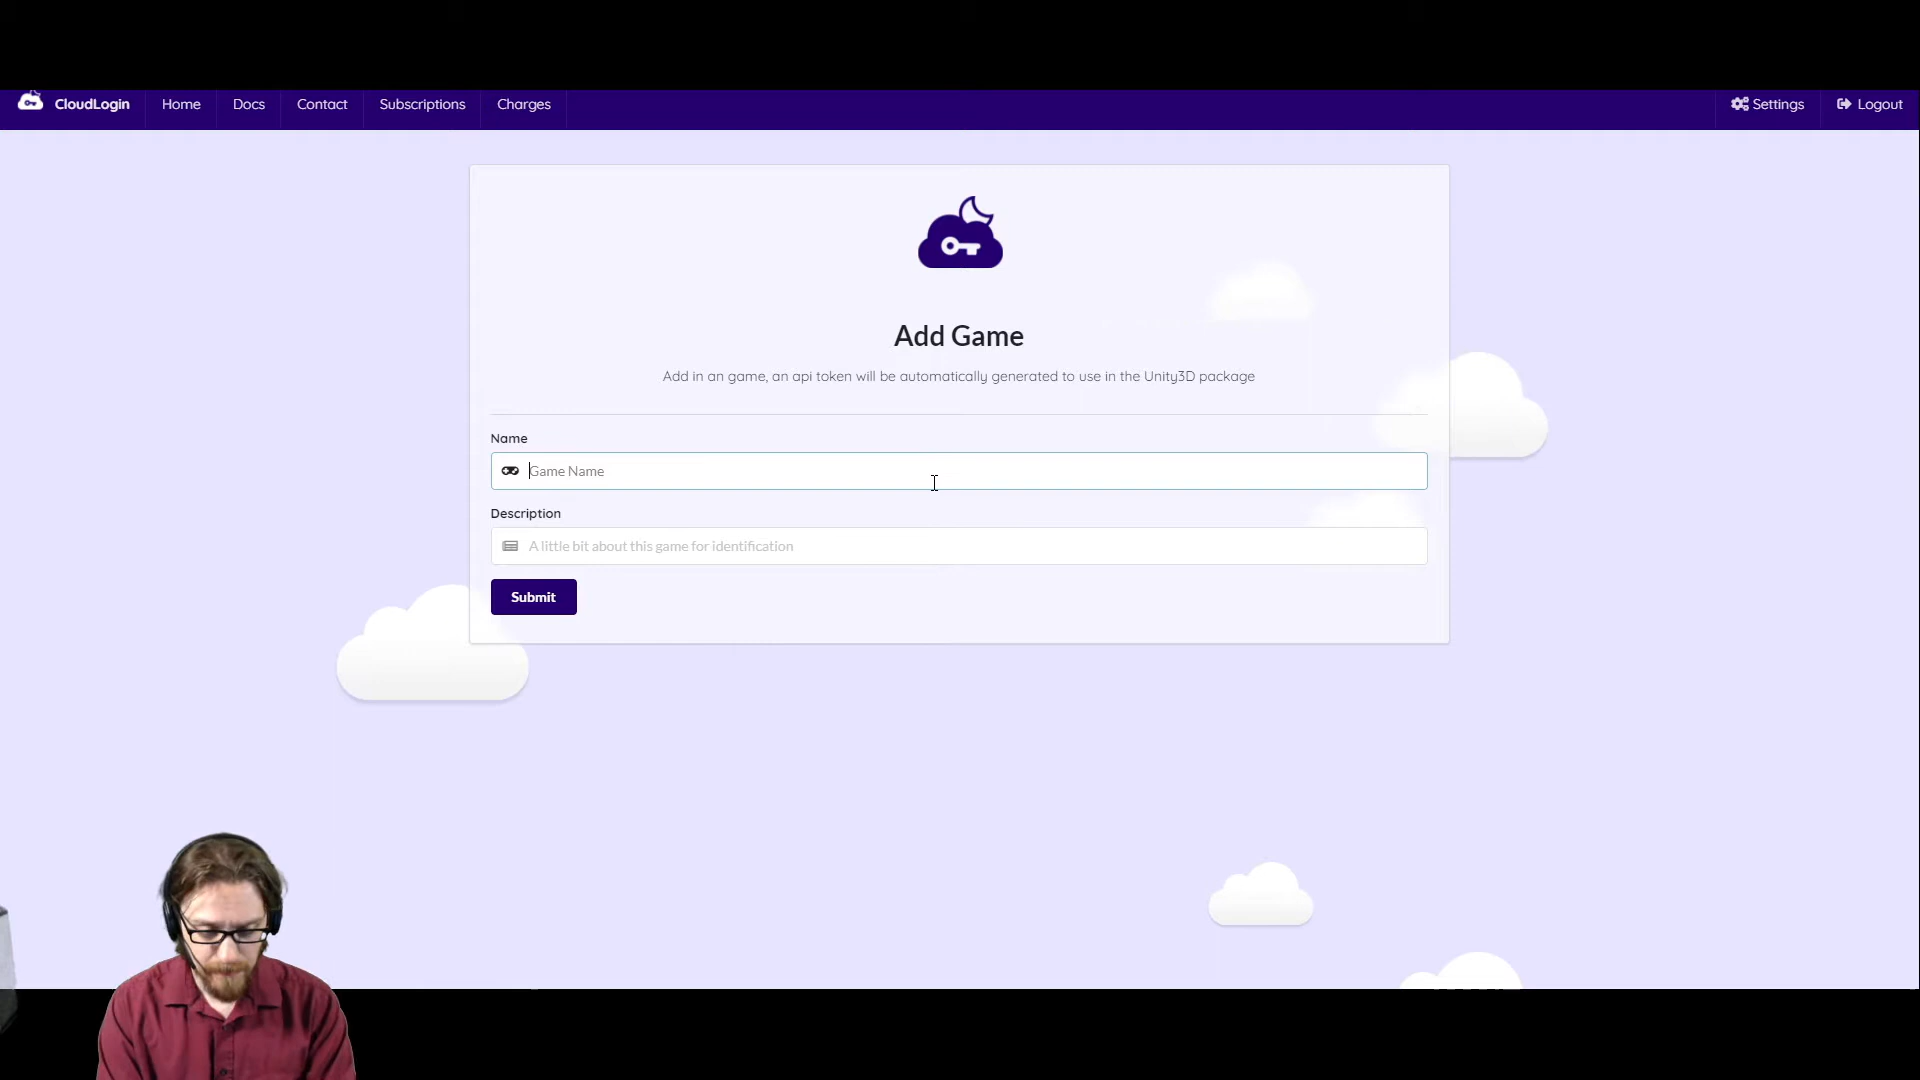 CloudLogin Home Docs Contact Subscriptions Charges Settings Logout
Add Game
Add in an game, an api token will be automatically generated to use in the Unity3D package
Name
Game Name
Description
A little bit about this game for identification
Submit